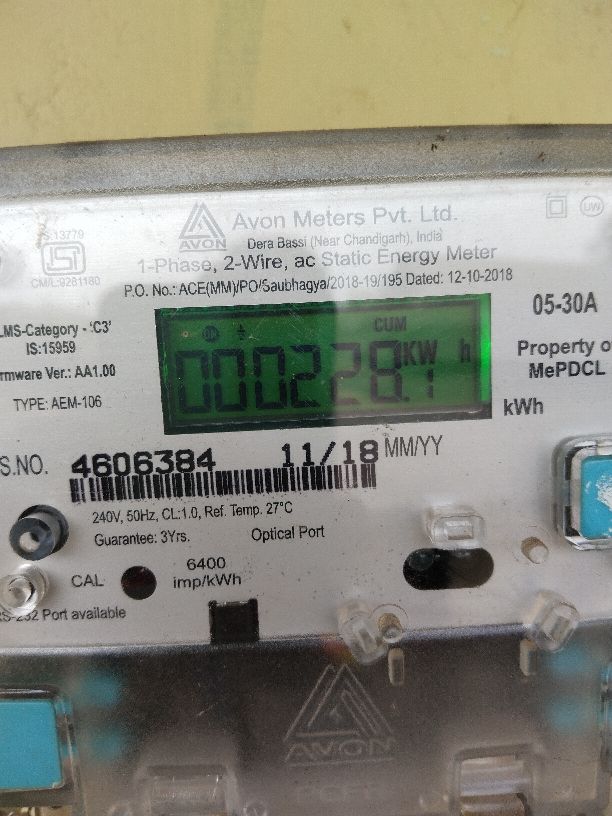 IS:13779
CM/L:9281180
AVON
Avon Meters Pvt. Ltd.
Dera Bassi (Near Chandigarh), India
1-Phase, 2-Wire, ac Static Energy Meter
P.O. No.: ACE(MM)/PO/Saubhagya/2018-19/195 Dated: 12-10-2018
UW
LMS-Category - 'C3'
IS:15959
rmware Ver.: AA1.00
TYPE: AEM-106
CUM
000228.1 KW h
05-30A
Property of
MePDCL
kWh
S.NO. 4606384 11/18 MM/YY
240V, 50Hz, CL:1.0, Ref. Temp. 27°C
Guarantee: 3Yrs. Optical Port
CAL 6400
imp/kWh
RS-232 Port available
AVON